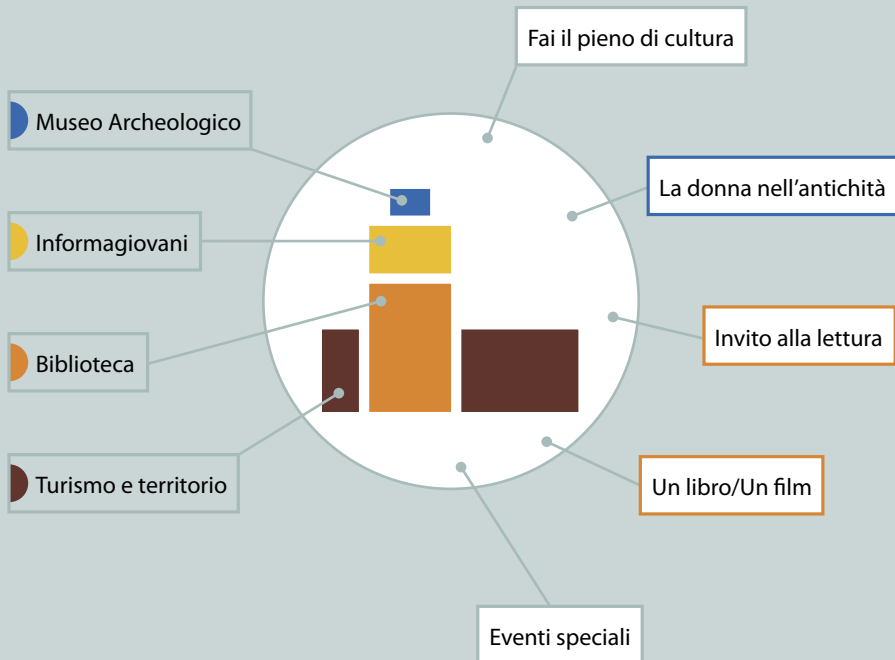 Fai il pieno di cultura
Museo Archeologico
La donna nell'antichità
Informagiovani
Invito alla lettura
Biblioteca
Turismo e territorio
Un libro/Un film
Eventi speciali